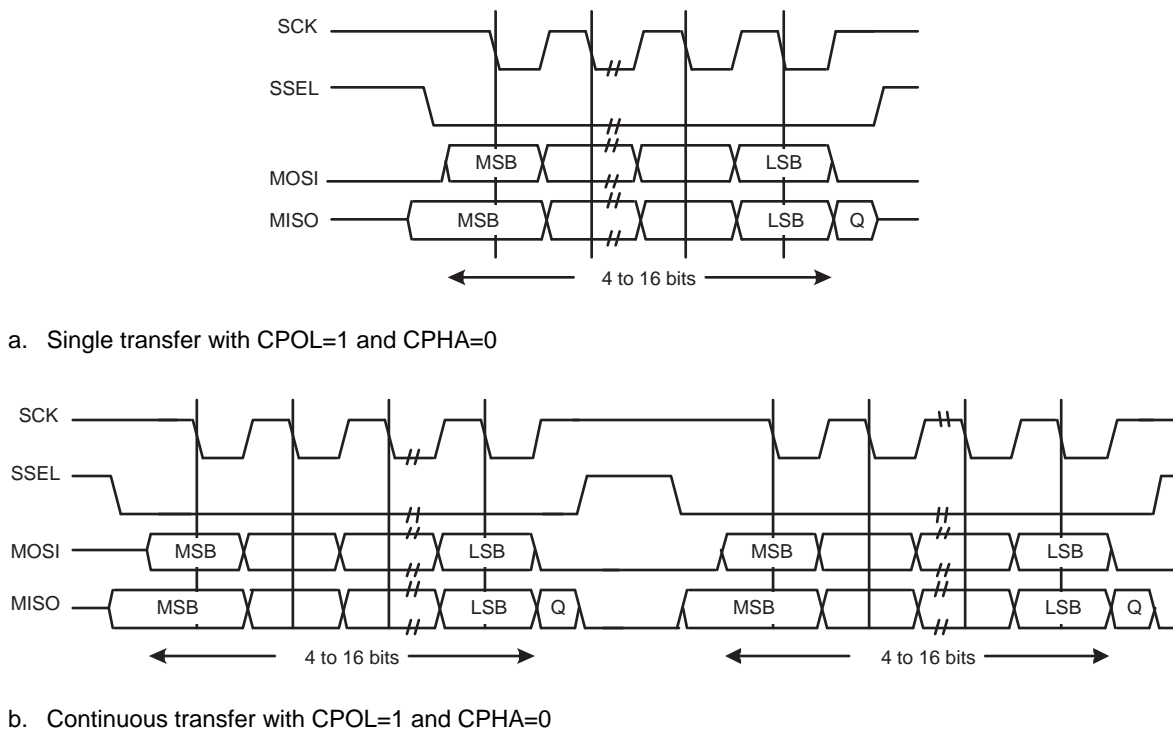 SCK
SSEL
MOSI MSB LSB
MISO MSB LSB Q
4 to 16 bits
a. Single transfer with CPOL=1 and CPHA=0
SCK
SSEL
MOSI MSB LSB MSB LSB
MISO MSB LSB Q MSB LSB Q
4 to 16 bits 4 to 16 bits
b. Continuous transfer with CPOL=1 and CPHA=0